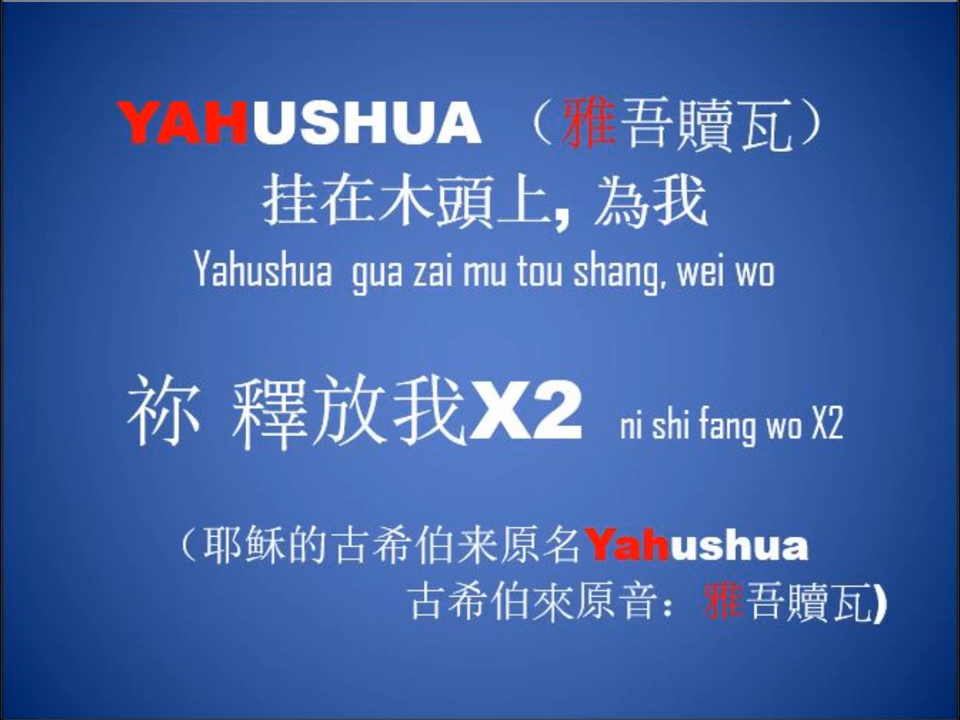 YAHUSHUA （雅吾贖瓦）
挂在木頭上, 為我
Yahushua gua zai mu tou shang, wei wo
祢 釋放我X2 ni shi fang wo X2
（耶稣的古希伯来原名Yahushua
古希伯來原音：雅吾贖瓦)